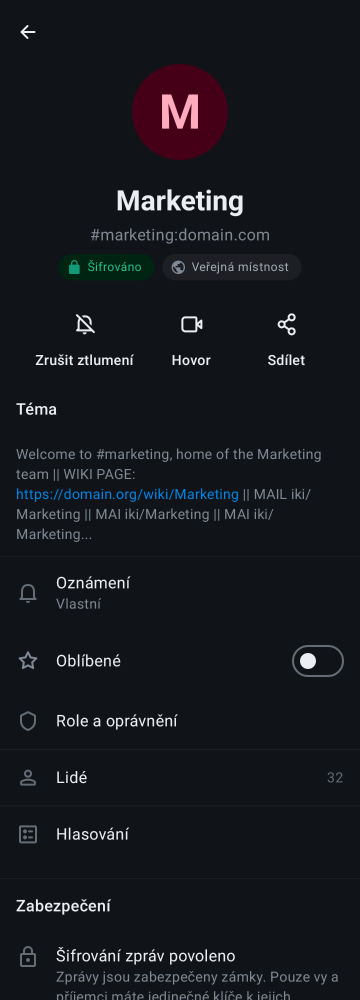 M
Marketing
#marketing:domain.com
Šifrováno
Veřejná místnost
Zrušit ztlumení
Hovor
Sdílet
Téma
Welcome to #marketing, home of the Marketing
team || WIKI PAGE:
https://domain.org/wiki/Marketing || MAIL iki/
Marketing || MAI iki/Marketing || MAI iki/
Marketing...
Oznámení
Vlastní
Oblíbené
Role a oprávnění
Lidé
32
Hlasování
Zabezpečení
Šifrování zpráv povoleno
Zprávy jsou zabezpečeny zámky. Pouze vy a
příjemci máte jedinečné klíče k jejich